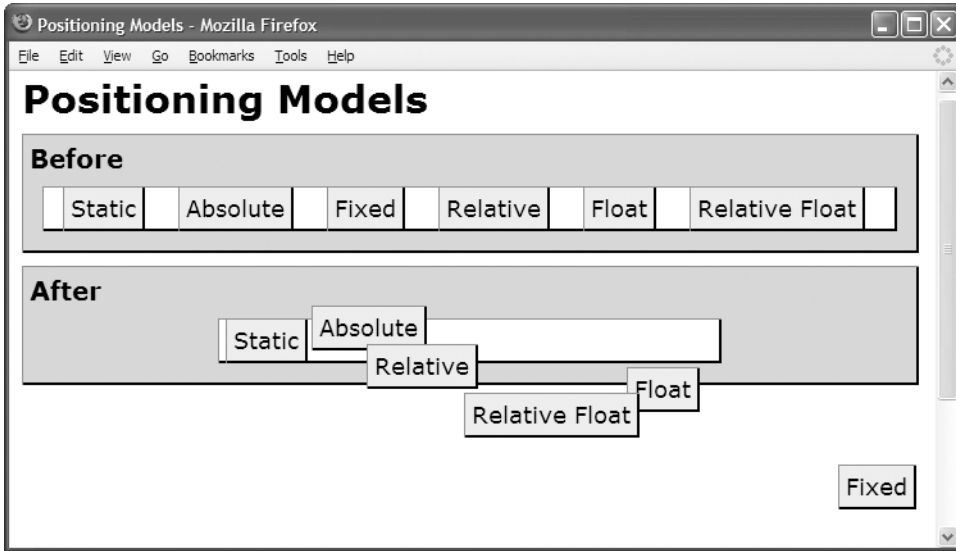 Positioning Models - Mozilla Firefox
File Edit View Go Bookmarks Tools Help
Positioning Models
Before
Static Absolute Fixed Relative Float Relative Float
After
Absolute
Static
Relative
Float
Relative Float
Fixed